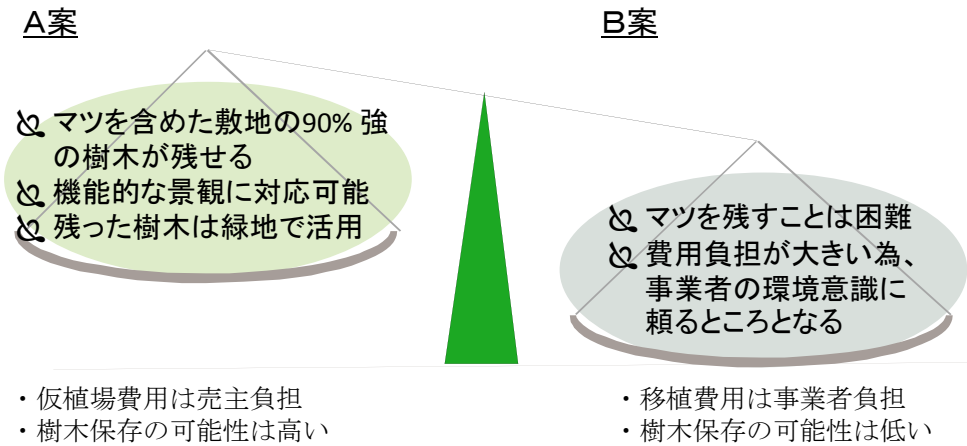 A案
マツを含めた敷地の90% 強
の樹木が残せる
機能的な景観に対応可能
残った樹木は緑地で活用
・仮植場費用は売主負担
・樹木保存の可能性は高い
B案
マツを残すことは困難
費用負担が大きい為、
事業者の環境意識に
頼るところとなる
・移植費用は事業者負担
・樹木保存の可能性は低い